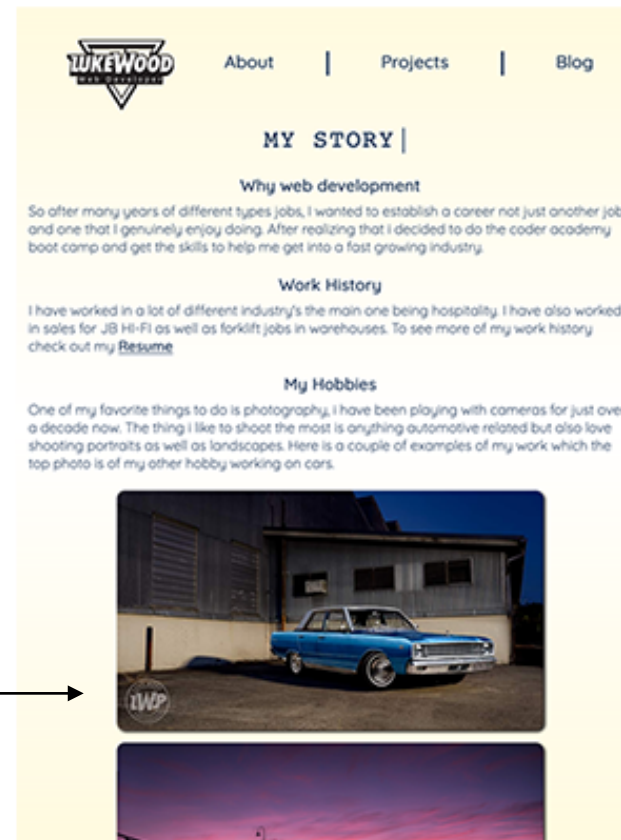 LUKEWOOD
Web Developer
About
Projects
Blog
MY STORY
Why web development
So after many years of different types jobs, I wanted to establish a career not just another job
and one that I genuinely enjoy doing. After realizing that i decided to do the coder academy
boot camp and get the skills to help me get into a fast growing industry.
Work History
I have worked in a lot of different industry's the main one being hospitality. I have also worked
in sales for JB HI-FI as well as forklift jobs in warehouses. To see more of my work history
check out my Resume
My Hobbies
One of my favorite things to do is photography, i have been playing with cameras for just over
a decade now. The thing i like to shoot the most is anything automotive related but also love
shooting portraits as well as landscapes. Here is a couple of examples of my work which the
top photo is of my other hobby working on cars.
LWP